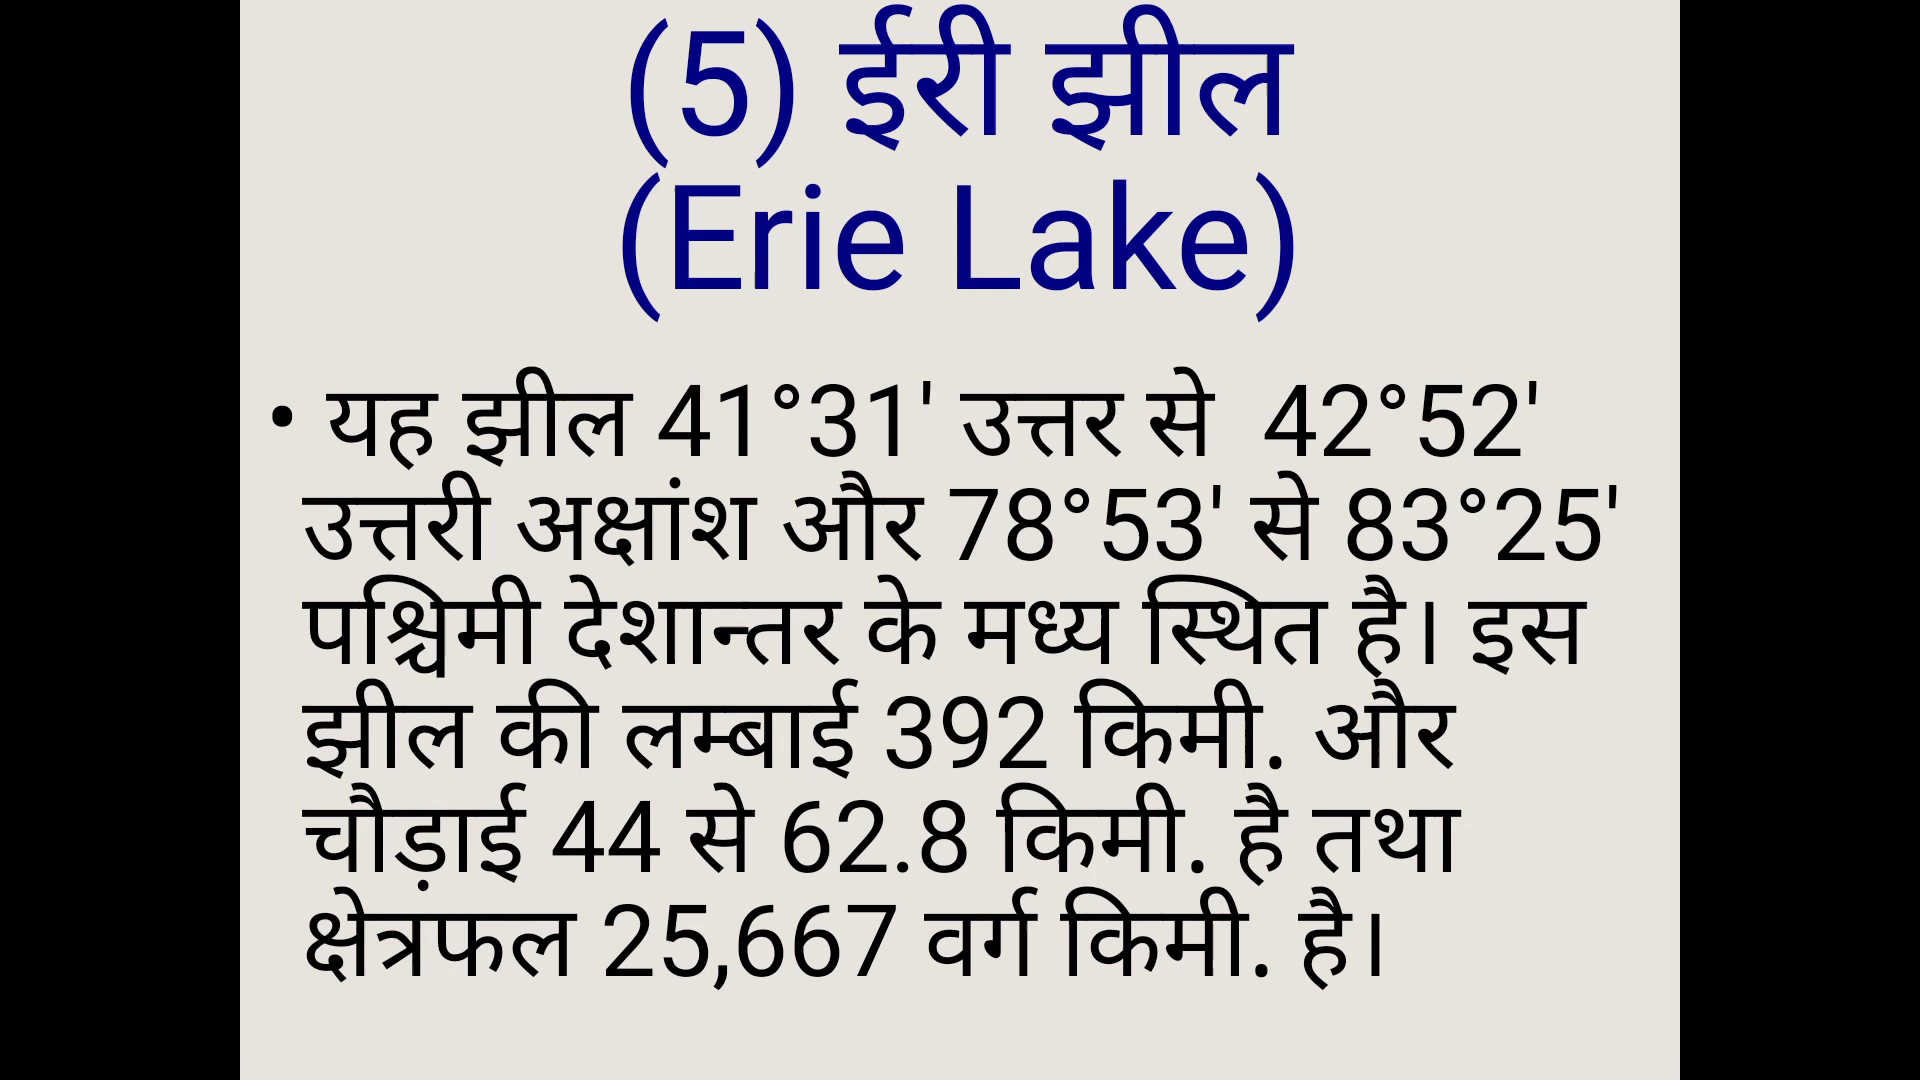 (5) ईरी झील
(Erie Lake)
• यह झील 41°31' उत्तर से 42°52'
उत्तरी अक्षांश और 78°53' से 83°25'
पश्चिमी देशान्तर के मध्य स्थित है। इस
झील की लम्बाई 392 किमी. और
चौड़ाई 44 से 62.8 किमी. है तथा
क्षेत्रफल 25,667 वर्ग किमी. है।